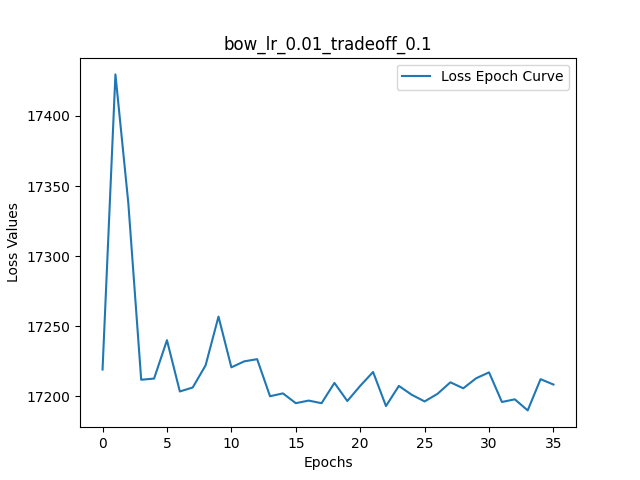 bow_lr_0.01_tradeoff_0.1
Loss Epoch Curve
17400
17350
17300
17250
17200
Loss Values
0 5 10 15 20 25 30 35
Epochs